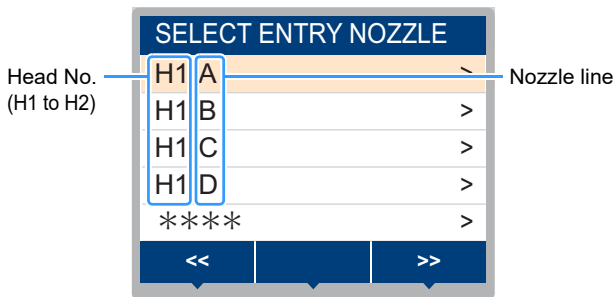 SELECT ENTRY NOZZLE
Head No.
(H1 to H2)
H1 A >
Nozzle line
H1 B >
H1 C >
H1 D >
**** >
<< >>